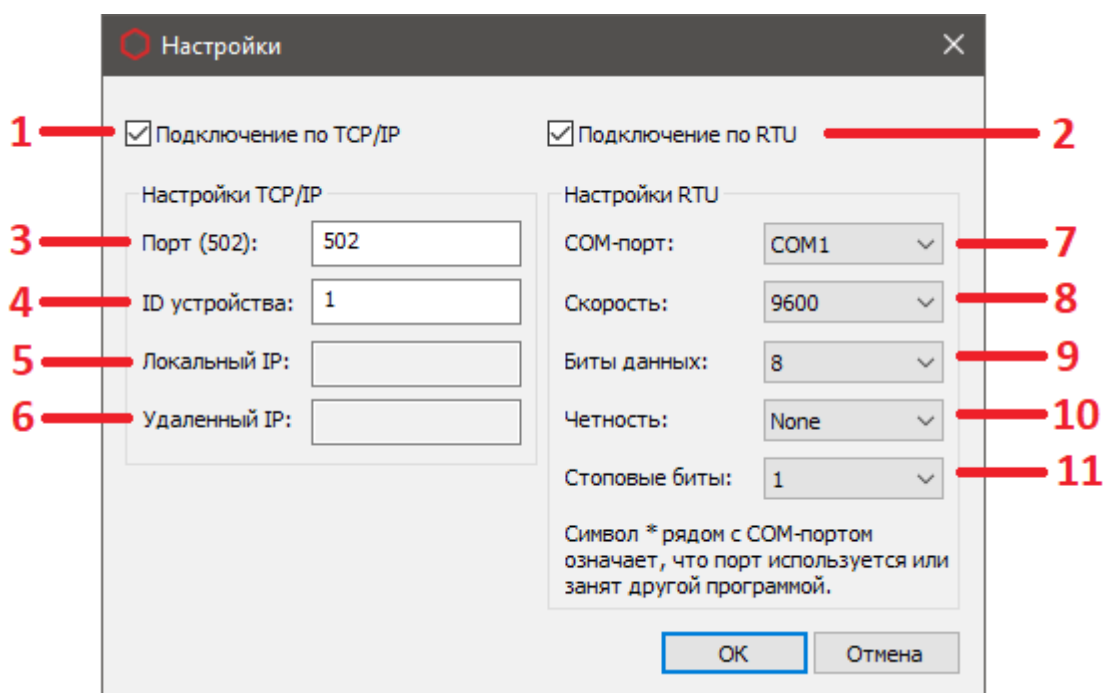 Настройки
1 Подключение по TCP/IP
Подключение по RTU 2
Настройки TCP/IP
3 Порт (502): 502
4 ID устройства: 1
5 Локальный IP:
6 Удаленный IP:
Настройки RTU
COM-порт: COM1 7
Скорость: 9600 8
Биты данных: 8 9
Четность: None 10
Стоповые биты: 1 11
Символ * рядом с COM-портом
означает, что порт используется или
занят другой программой.
OK Отмена